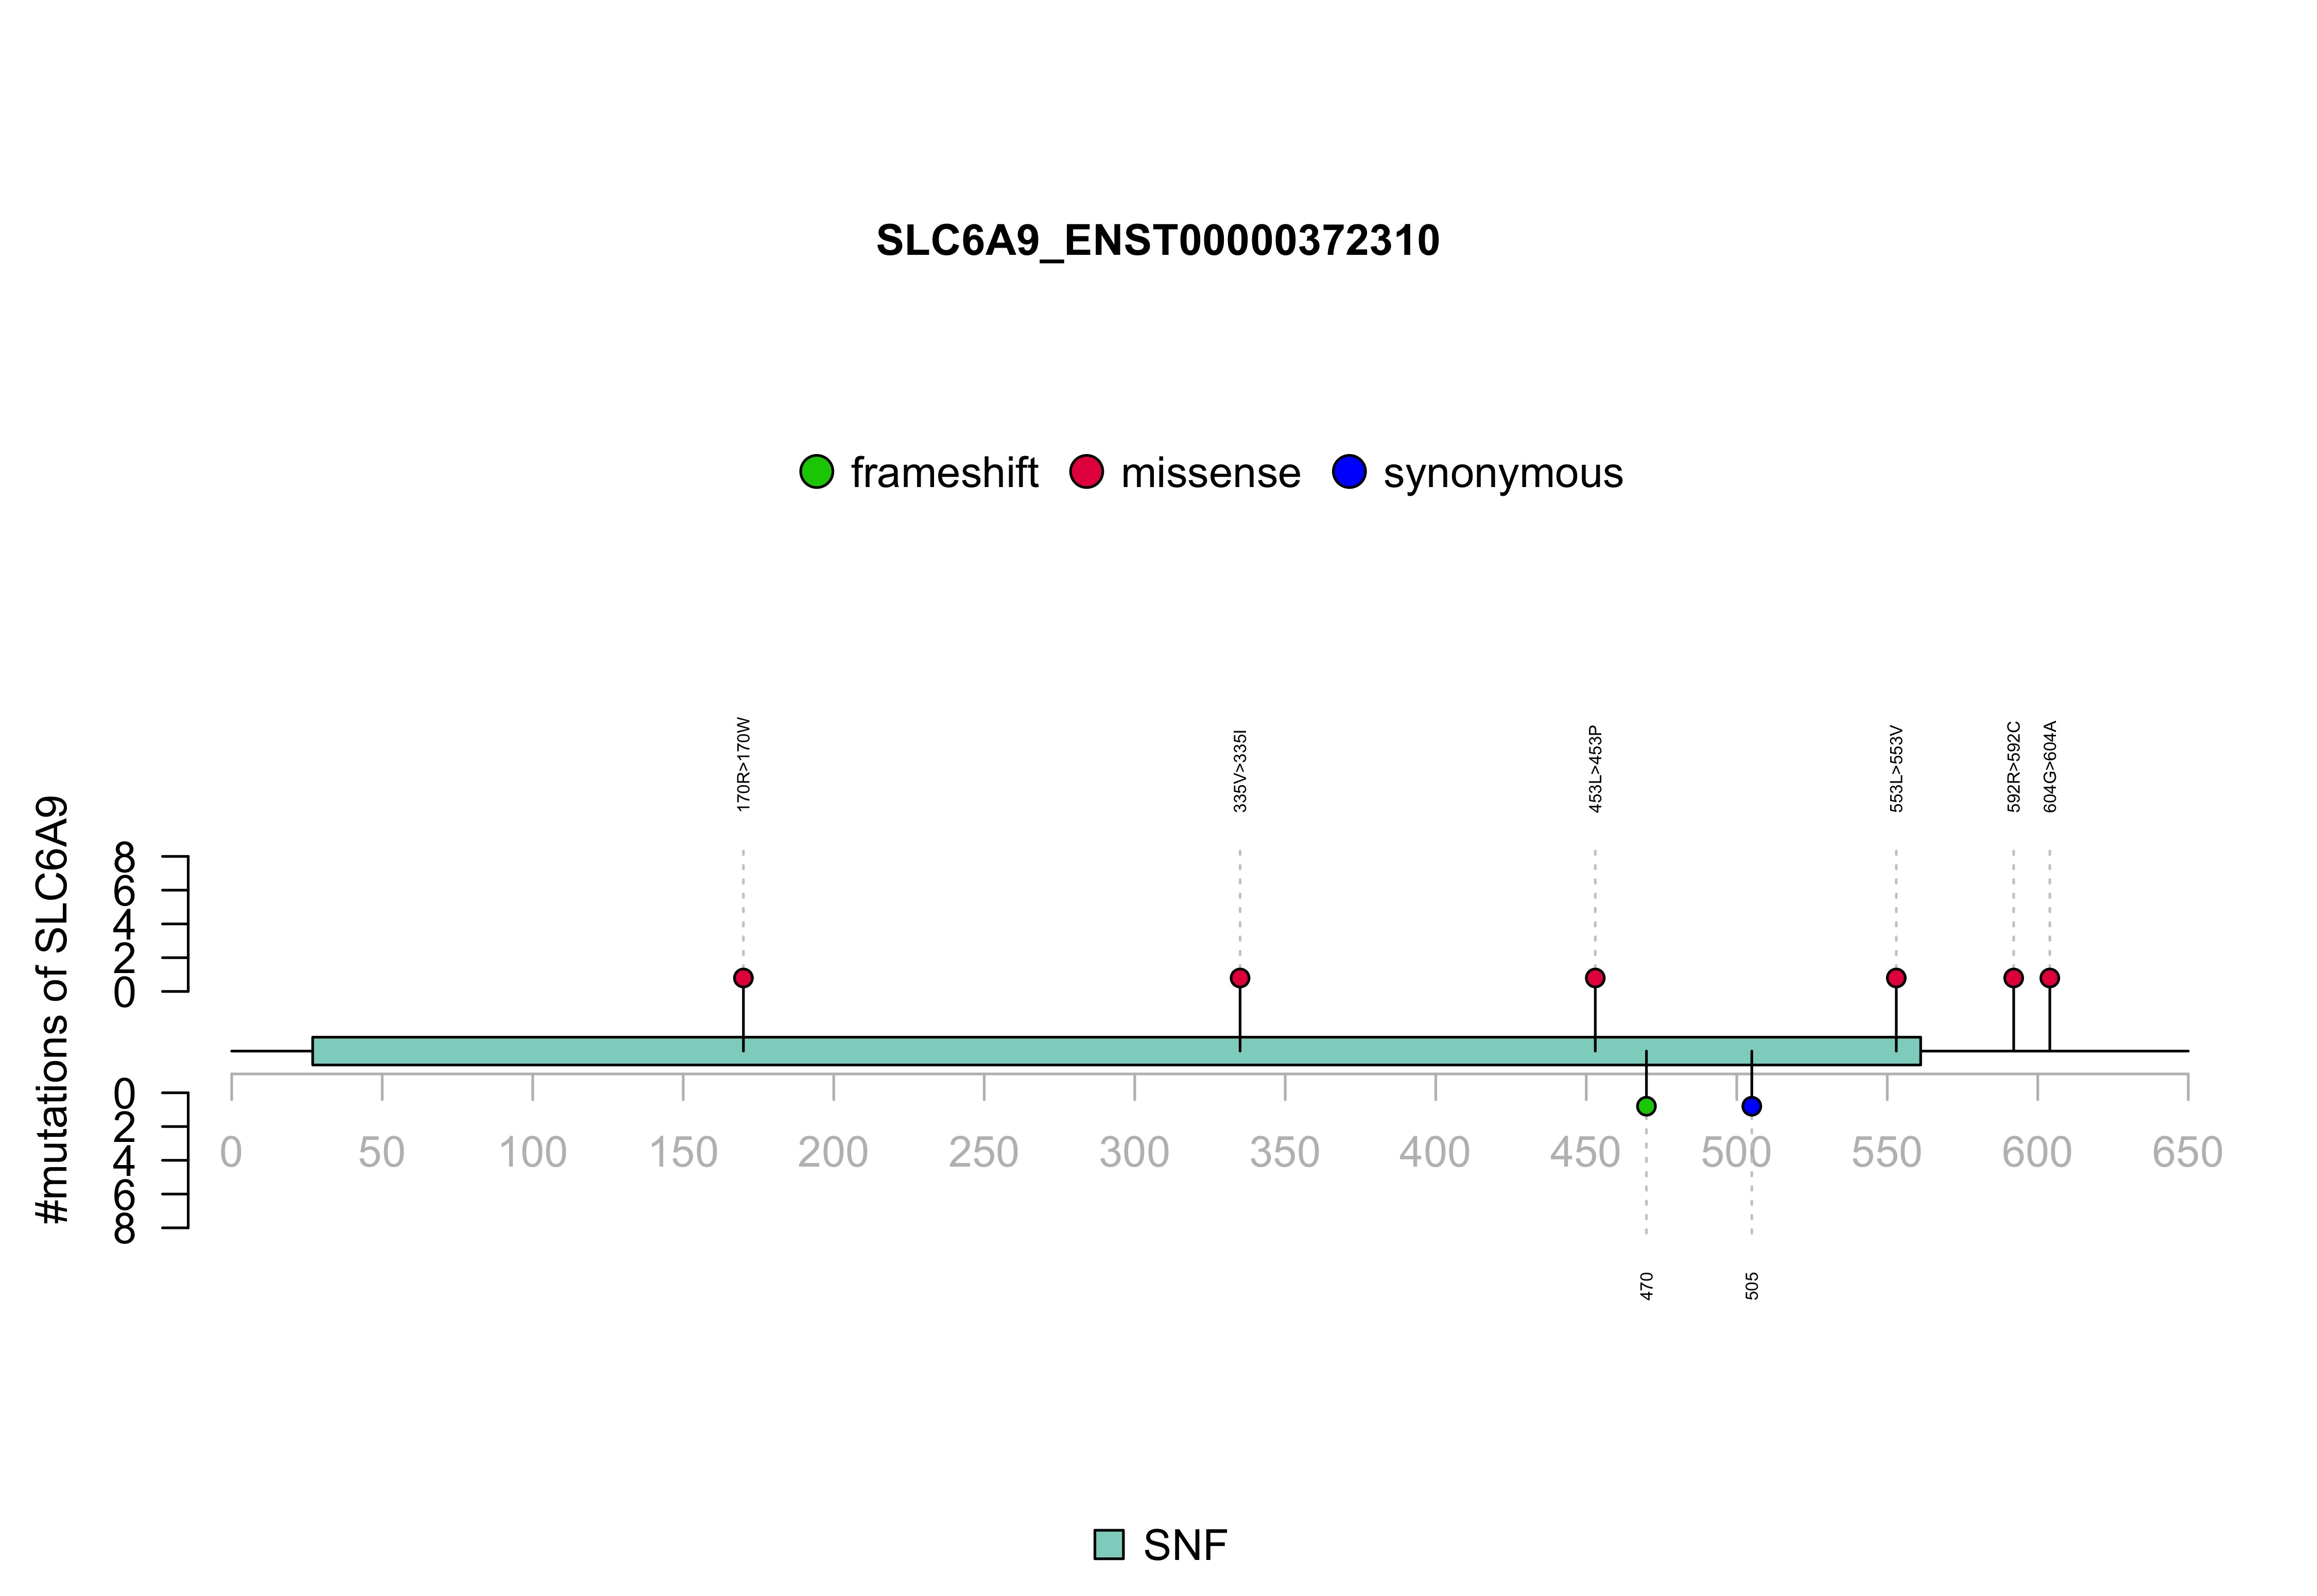 SLC6A9_ENST00000372310
frameshift missense synonymous
170R>170W
335V>335I
453L>453P
553L>553V
592R>592C
604G>604A
#mutations of SLC6A9
8
6
4
2
0
0
2
4
6
8
0 50 100 150 200 250 300 350 400 450 500 550 600 650
470
505
SNF